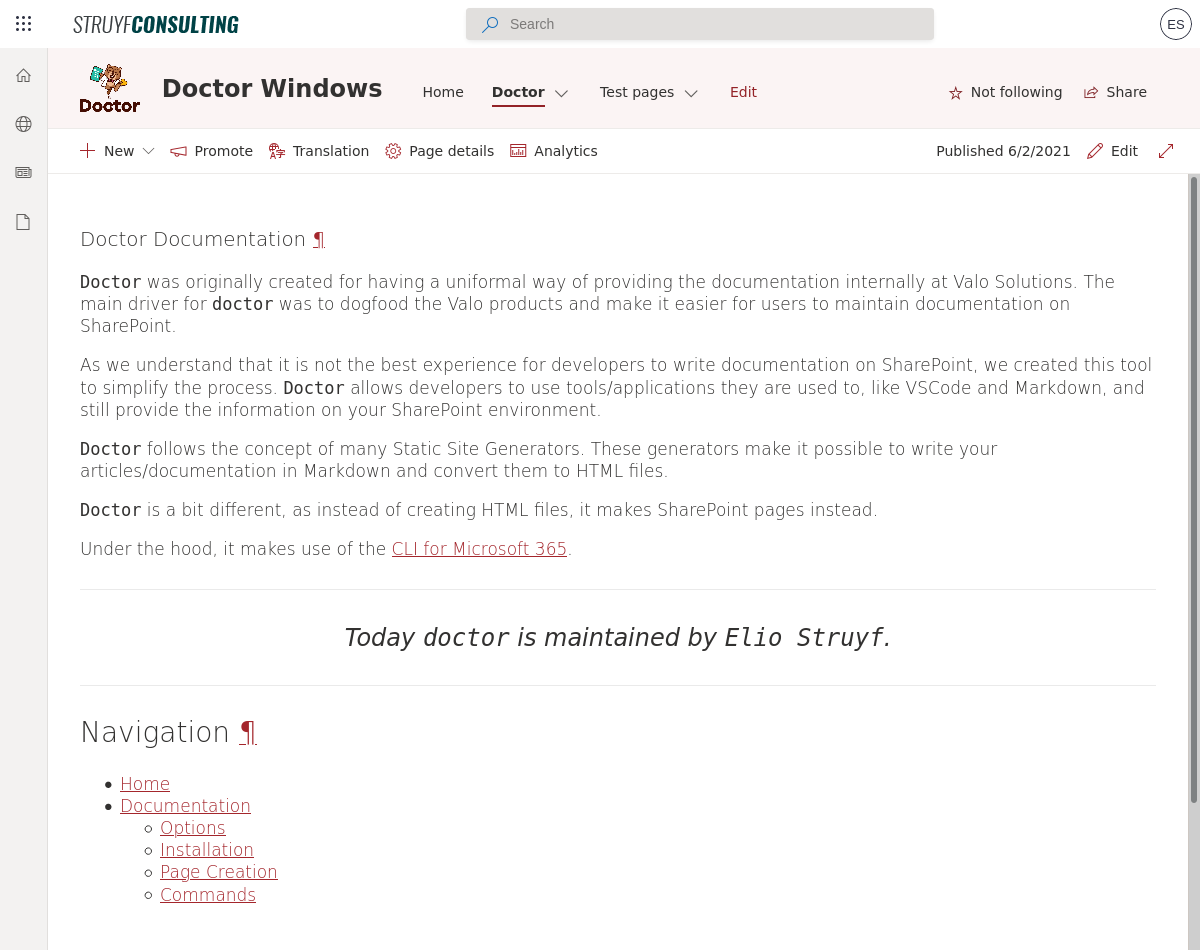 STRUYFCONSULTING
Search
ES
Doctor
Doctor Windows
Home
Doctor
Test pages
Edit
Not following
Share
New
Promote
Translation
Page details
Analytics
Published 6/2/2021
Edit
Doctor Documentation ¶
Doctor was originally created for having a uniformal way of providing the documentation internally at Valo Solutions. The
main driver for doctor was to dogfood the Valo products and make it easier for users to maintain documentation on
SharePoint.
As we understand that it is not the best experience for developers to write documentation on SharePoint, we created this tool
to simplify the process. Doctor allows developers to use tools/applications they are used to, like VSCode and Markdown, and
still provide the information on your SharePoint environment.
Doctor follows the concept of many Static Site Generators. These generators make it possible to write your
articles/documentation in Markdown and convert them to HTML files.
Doctor is a bit different, as instead of creating HTML files, it makes SharePoint pages instead.
Under the hood, it makes use of the CLI for Microsoft 365.
Today doctor is maintained by Elio Struyf.
Navigation ¶
Home
Documentation
Options
Installation
Page Creation
Commands